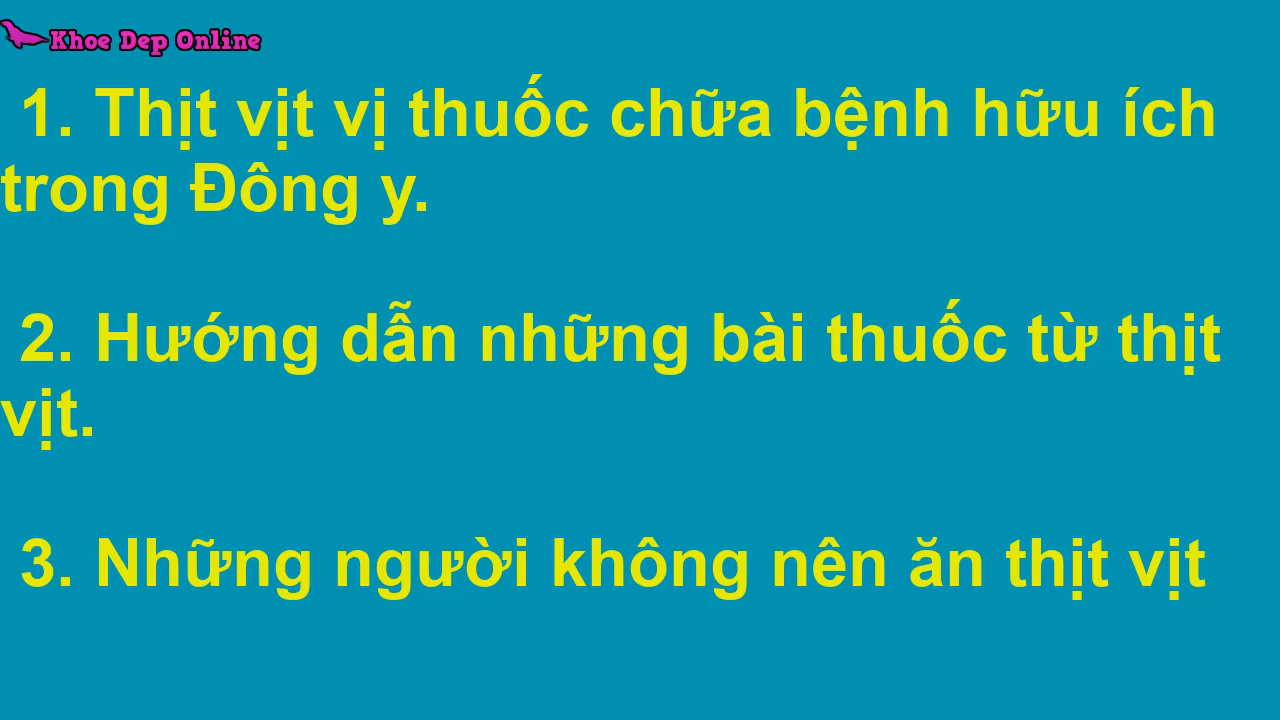 Khoe Dep Online
1. Thịt vịt vị thuốc chữa bệnh hữu ích
trong Đông y.
2. Hướng dẫn những bài thuốc từ thịt
vịt.
3. Những người không nên ăn thịt vịt